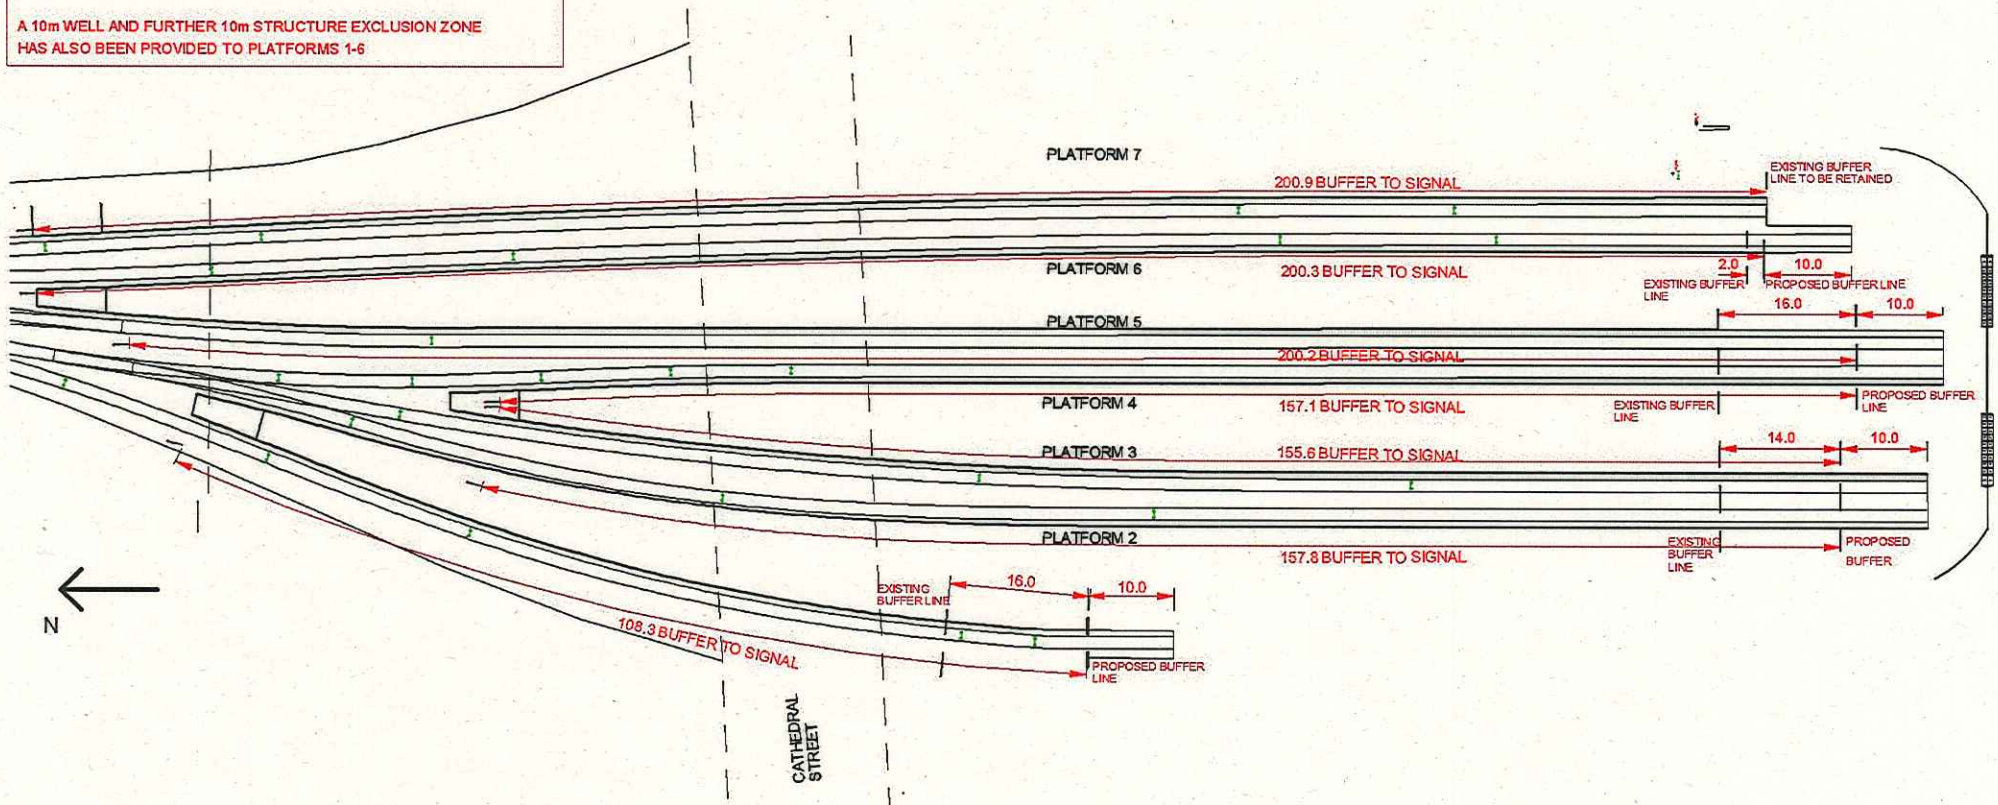 A 10m WELL AND FURTHER 10m STRUCTURE EXCLUSION ZONE
HAS ALSO BEEN PROVIDED TO PLATFORMS 1-6
PLATFORM 7
200.9 BUFFER TO SIGNAL
EXISTING BUFFER
LINE TO BE RETAINED
PLATFORM 6
200.3 BUFFER TO SIGNAL
2.0
10.0
EXISTING BUFFER
LINE
PROPOSED BUFFER LINE
16.0
10.0
PLATFORM 5
200.2 BUFFER TO SIGNAL
PLATFORM 4
157.1 BUFFER TO SIGNAL
EXISTING BUFFER
LINE
PROPOSED BUFFER
LINE
14.0
10.0
PLATFORM 3
155.6 BUFFER TO SIGNAL
PLATFORM 2
157.8 BUFFER TO SIGNAL
EXISTING
BUFFER
LINE
PROPOSED
BUFFER
N
EXISTING
BUFFER LINE
16.0
10.0
108.3 BUFFER TO SIGNAL
PROPOSED BUFFER
LINE
CATHEDRAL
STREET